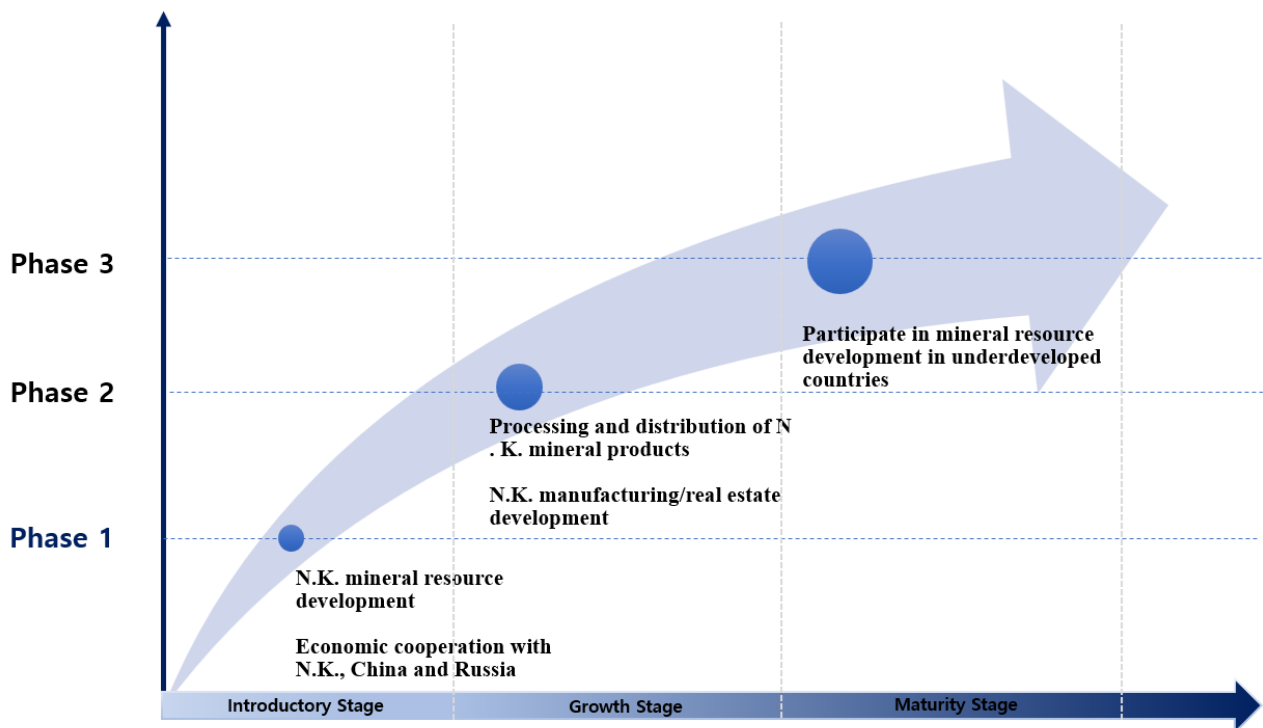 Phase 3
Participate in mineral resource
development in underdeveloped
countries
Phase 2
Processing and distribution of N
. K. mineral products
N.K. manufacturing/real estate
development
Phase 1
N.K. mineral resource
development
Economic cooperation with
N.K., China and Russia
Introductory Stage
Growth Stage
Maturity Stage